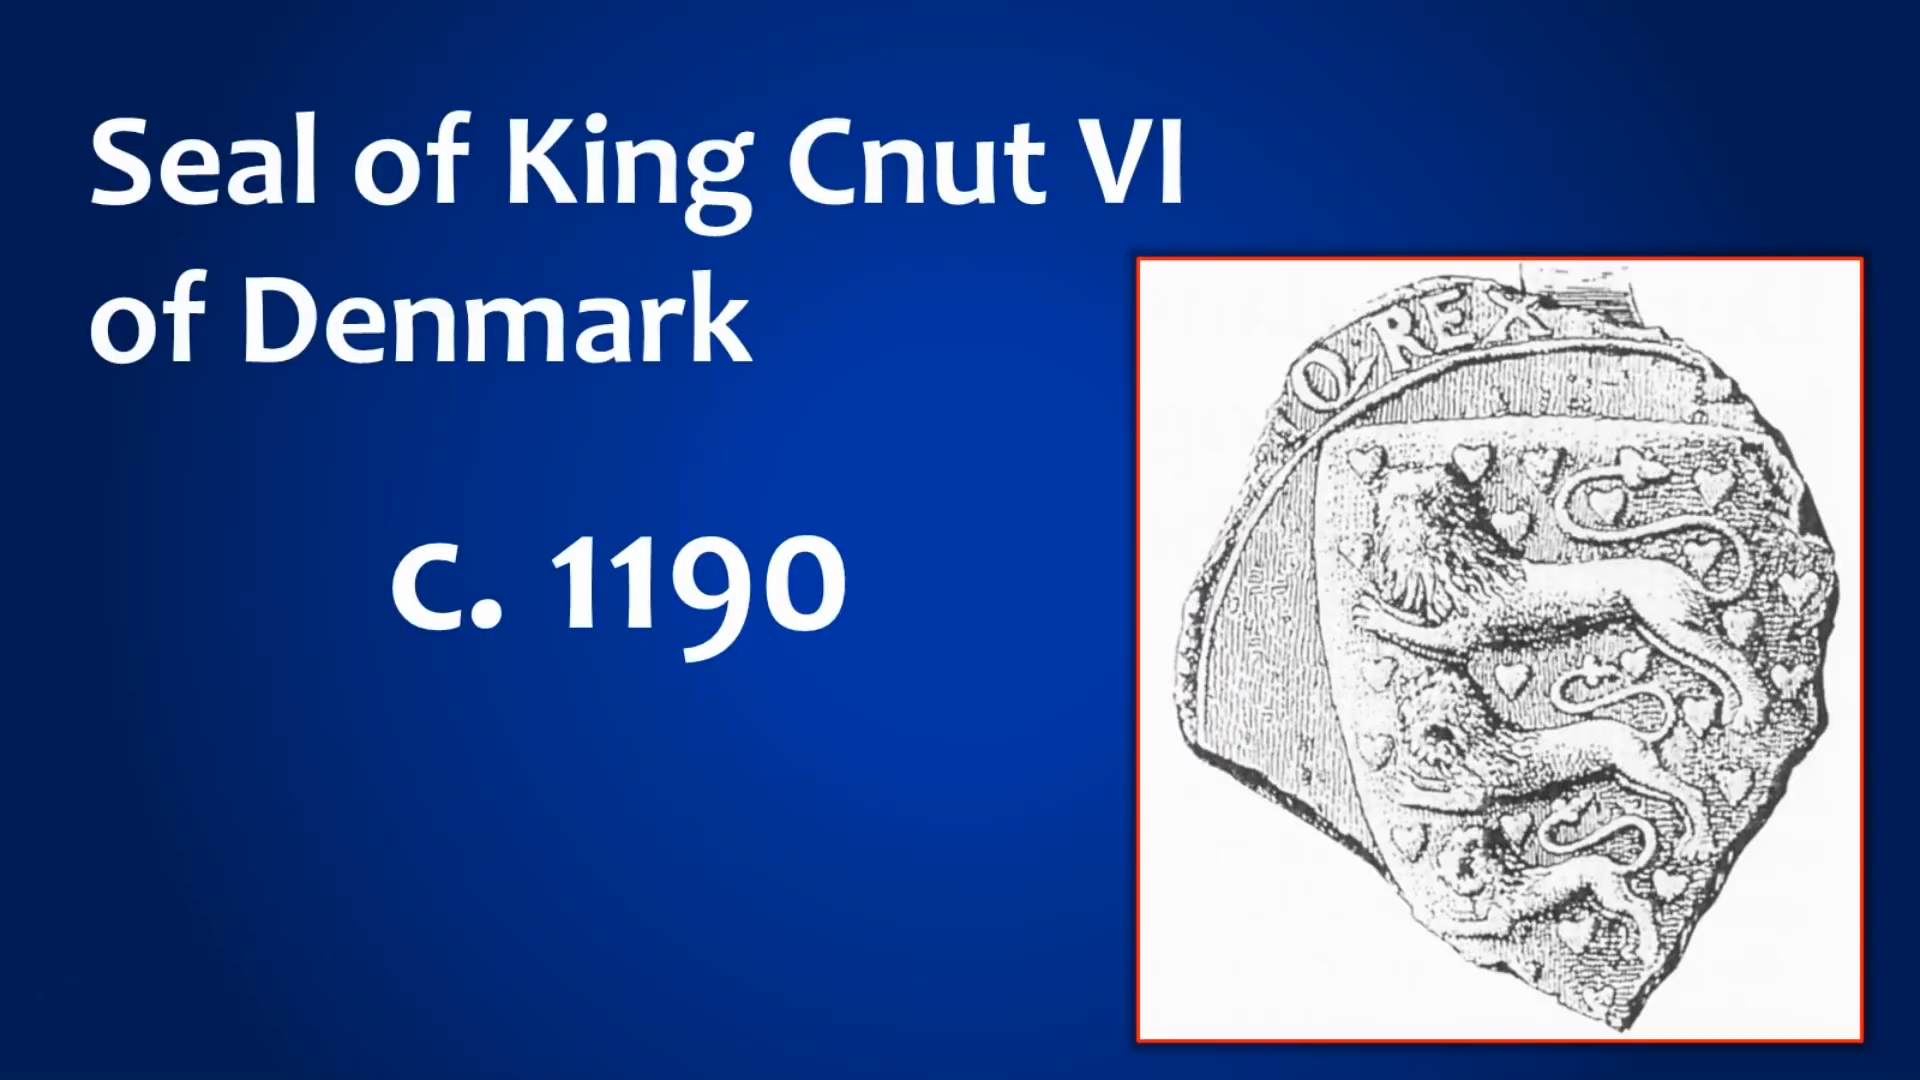 Seal of King Cnut VI
of Denmark
c. 1190
O REX